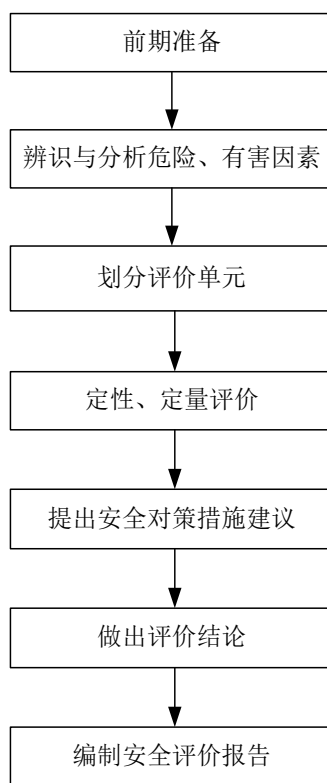 前期准备
辨识与分析危险、有害因素
划分评价单元
定性、定量评价
提出安全对策措施建议
做出评价结论
编制安全评价报告